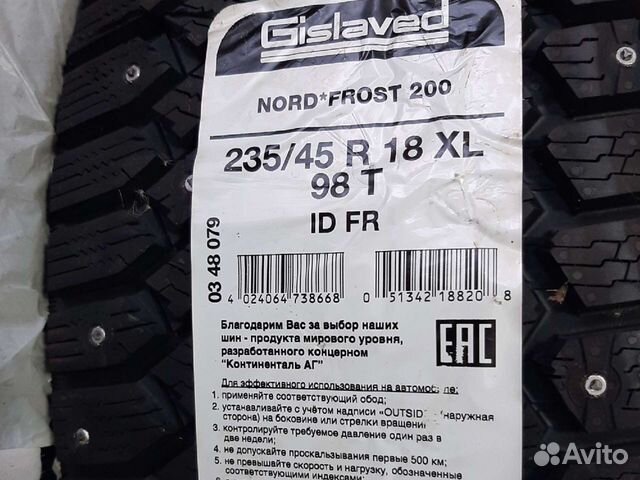 Gislaved
NORD*FROST 200
235/45 R 18 XL
98 T
ID FR
03 48 079
4 024064 738668
0 51342 18820 8
Благодарим Вас за выбор наших
шин - продукта мирового уровня,
разработанного концерном
"Континенталь АГ"
EAC
Для эффективного использования на автомобиле:
1. применяйте соответствующий обод;
2. устанавливайте с учётом надписи «OUTSIDE» (наружная
сторона) на боковине или стрелки вращения
3. контролируйте требуемое давление один раз в
две недели;
4. не допускайте проскальзывания первые 500 км;
5. не превышайте скорость и нагрузку, обозначенные
соответствующими индексами;
Avito